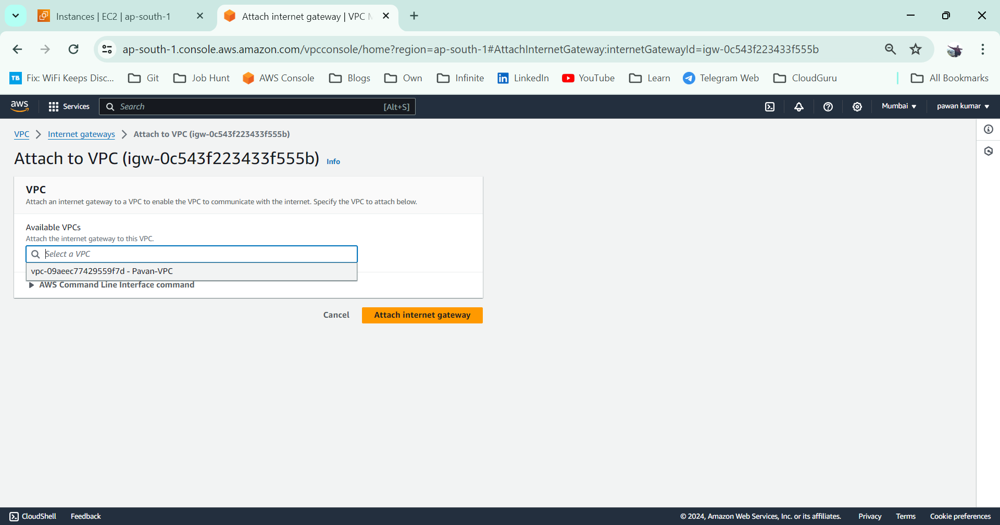 Instances | EC2 | ap-south-1
Attach internet gateway | VPC M
ap-south-1.console.aws.amazon.com/vpcconsole/home?region=ap-south-1#AttachInternetGateway:internetGatewayId=igw-0c543f223433f555b
TB Fix: WiFi Keeps Disc... Git Job Hunt AWS Console Blogs Own Infinite in LinkedIn YouTube Learn Telegram Web CloudGuru All Bookmarks
aws Services Search [Alt+S] Mumbai pawan kumar
VPC Internet gateways Attach to VPC (igw-0c543f223433f555b)
Attach to VPC (igw-0c543f223433f555b) Info
VPC
Attach an internet gateway to a VPC to enable the VPC to communicate with the internet. Specify the VPC to attach below.
Available VPCs
Attach the internet gateway to this VPC.
Select a VPC
vpc-09aeec77429559f7d - Pavan-VPC
AWS Command Line Interface command
Cancel Attach internet gateway
CloudShell Feedback © 2024, Amazon Web Services, Inc. or its affiliates. Privacy Terms Cookie preferences